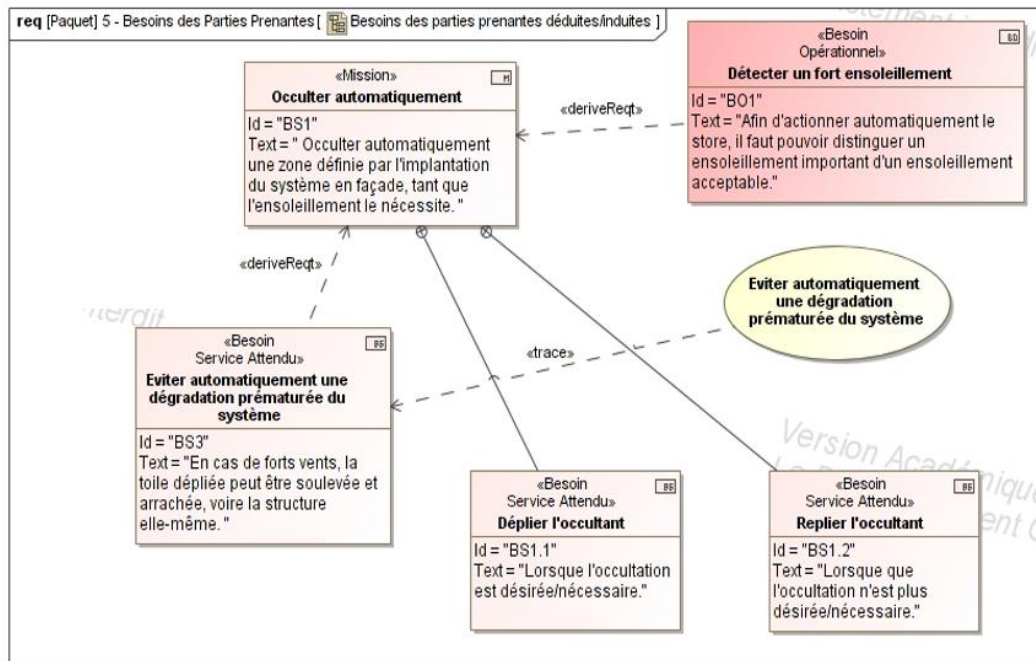 req [Paquet] 5 - Besoins des Parties Prenantes [ Besoins des parties prenantes déduites/induites ]
«Mission»
Occulter automatiquement
Id = "BS1"
Text = " Occulter automatiquement
une zone définie par l'implantation
du système en façade, tant que
l'ensoleillement le nécessite. "
«deriveReqt»
«Besoin
Opérationnel»
Détecter un fort ensoleillement
Id = "BO1"
Text = "Afin d'actionner automatiquement le
store, il faut pouvoir distinguer un
ensoleillement important d'un ensoleillement
acceptable."
«deriveReqt»
Eviter automatiquement
une dégradation
prématurée du système
«trace»
«Besoin
Service Attendu»
Eviter automatiquement une
dégradation prématurée du
système
Id = "BS3"
Text = "En cas de forts vents, la
toile dépliée peut être soulevée et
arrachée, voire la structure
elle-même. "
«Besoin
Service Attendu»
Déplier l'occultant
Id = "BS1.1"
Text = "Lorsque l'occultation
est désirée/nécessaire."
«Besoin
Service Attendu»
Replier l'occultant
Id = "BS1.2"
Text = "Lorsque que
l'occultation n'est plus
désirée/nécessaire."
Version